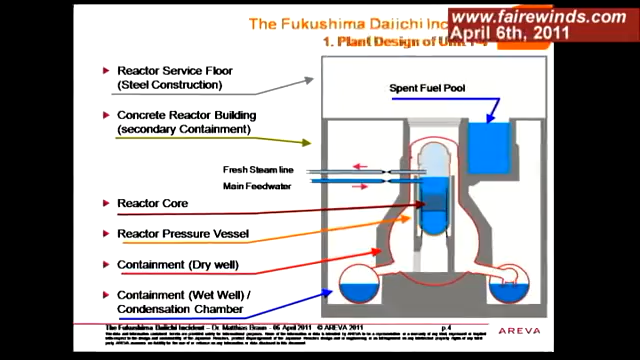 The Fukushima Daiichi Inc
www.fairewinds.com
April 6th, 2011
1. Plant Design of Unit 1-4
Reactor Service Floor
(Steel Construction)
Spent Fuel Pool
Concrete Reactor Building
(secondary Containment)
Fresh Steam line
Main Feedwater
Reactor Core
Reactor Pressure Vessel
Containment (Dry well)
Containment (Wet Well) /
Condensation Chamber
The Fukushima Daiichi Incident – Dr. Matthias Braun - 06 April 2011 © AREVA 2011 p.4
AREVA